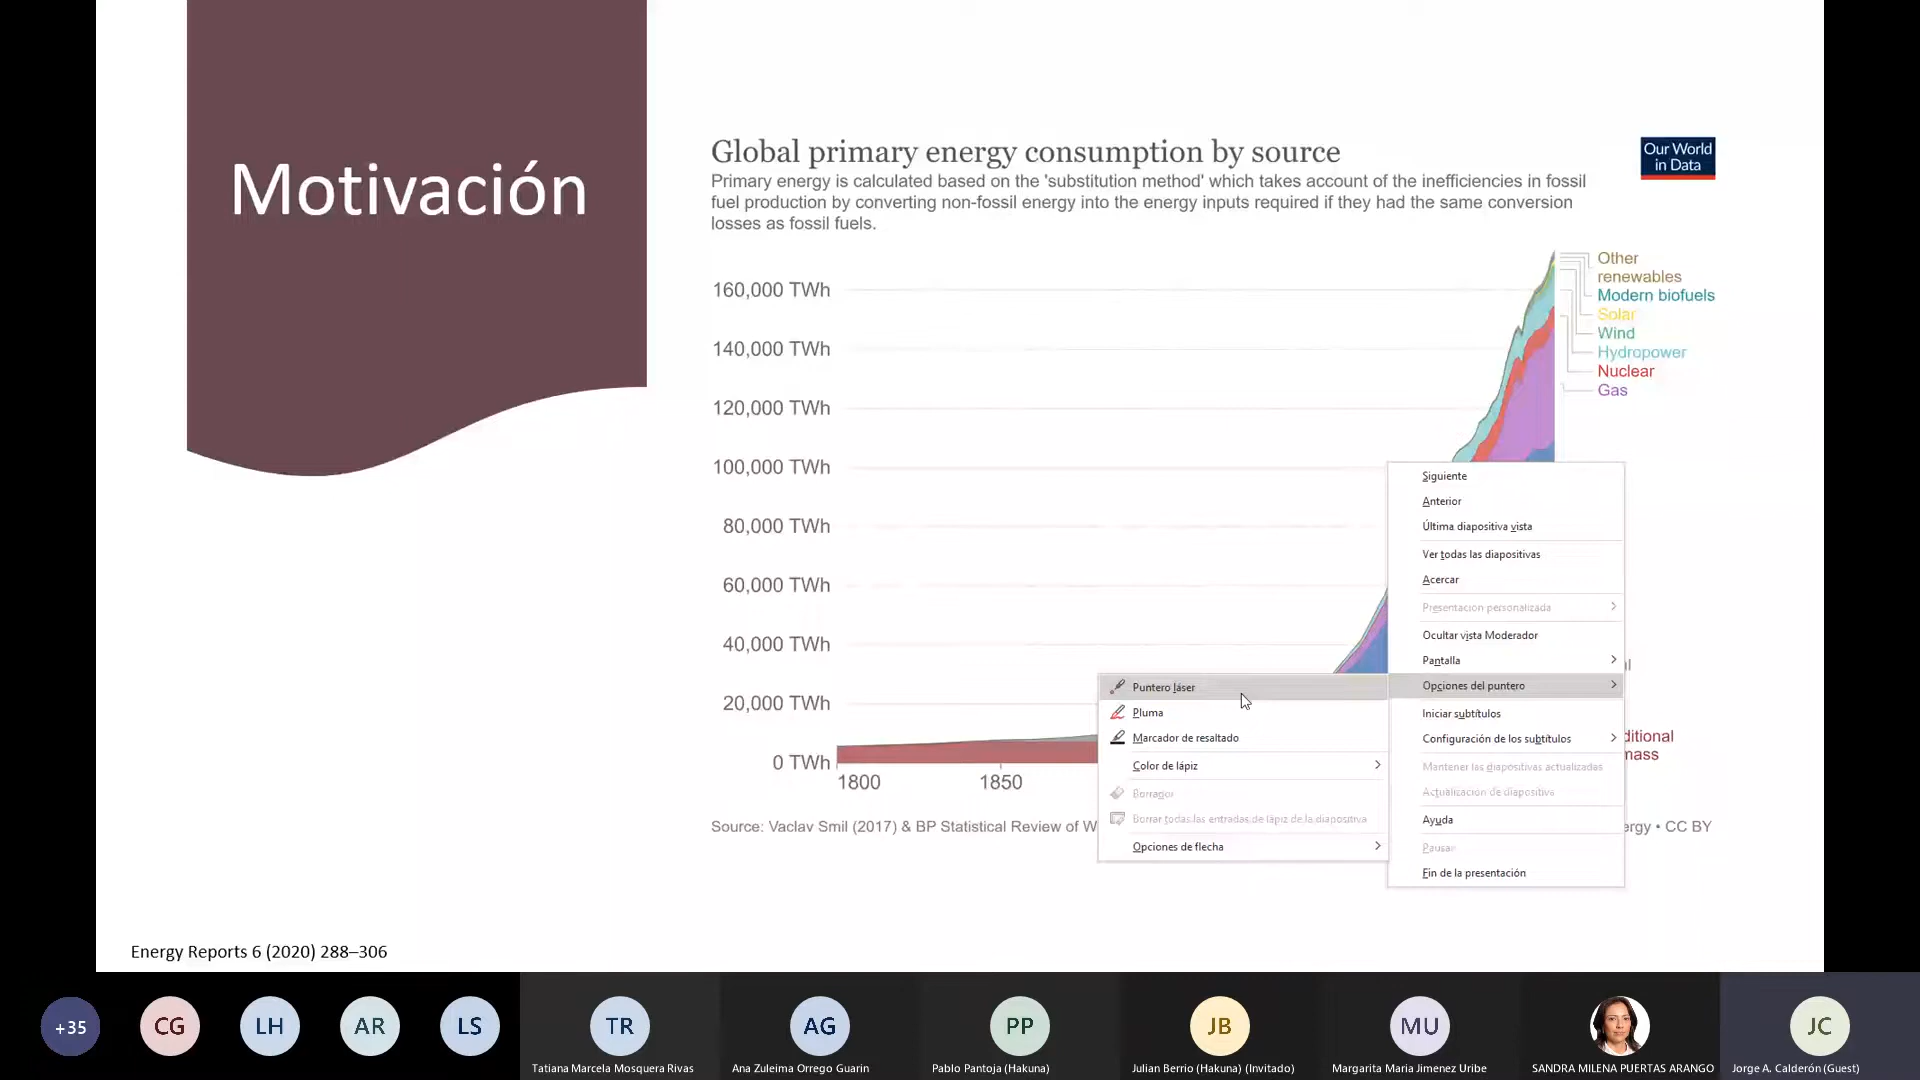 Motivación
Global primary energy consumption by source
Our World
in Data
Primary energy is calculated based on the 'substitution method' which takes account of the inefficiencies in fossil
fuel production by converting non-fossil energy into the energy inputs required if they had the same conversion
losses as fossil fuels.
160,000 TWh
140,000 TWh
120,000 TWh
100,000 TWh
80,000 TWh
60,000 TWh
40,000 TWh
20,000 TWh
0 TWh
1800
1850
Other
renewables
Modern biofuels
Solar
Wind
Hydropower
Nuclear
Gas
Siguiente
Anterior
Última diapositiva vista
Ver todas las diapositivas
Acercar
Presentación personalizada
Ocultar vista Moderador
Pantalla
Opciones del puntero
Iniciar subtítulos
Configuración de los subtítulos
Mantener las diapositivas actualizadas
Actualización de diapositiva
Ayuda
Pausar
Fin de la presentación
Puntero láser
Pluma
Marcador de resaltado
Color de lápiz
Borrador
Borrar todas las entradas de lápiz de la diapositiva
Opciones de flecha
ditional
mass
Source: Vaclav Smil (2017) & BP Statistical Review of W
ergy • CC BY
Energy Reports 6 (2020) 288–306
+35
CG
LH
AR
LS
TR
AG
PP
JB
MU
JC
Tatiana Marcela Mosquera Rivas
Ana Zuleima Orrego Guarin
Pablo Pantoja (Hakuna)
Julian Berrio (Hakuna) (Invitado)
Margarita Maria Jimenez Uribe
SANDRA MILENA PUERTAS ARANGO
Jorge A. Calderón (Guest)